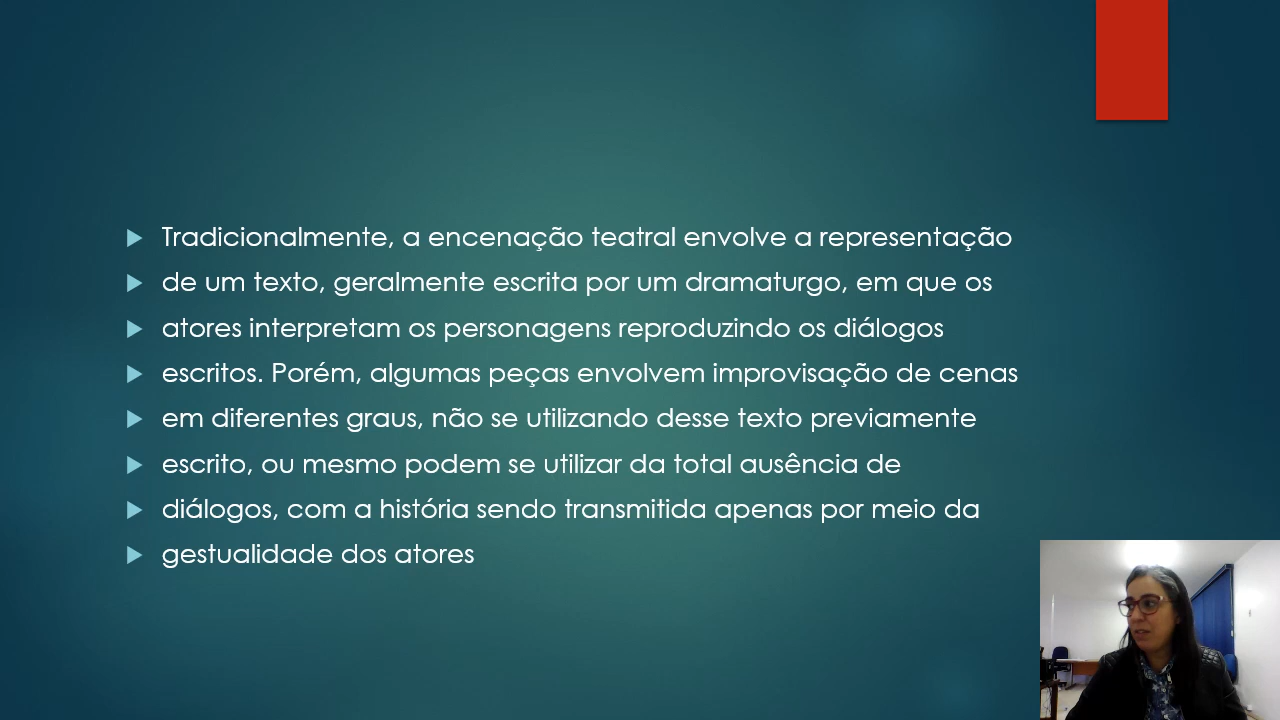 Tradicionalmente, a encenação teatral envolve a representação
de um texto, geralmente escrita por um dramaturgo, em que os
atores interpretam os personagens reproduzindo os diálogos
escritos. Porém, algumas peças envolvem improvisação de cenas
em diferentes graus, não se utilizando desse texto previamente
escrito, ou mesmo podem se utilizar da total ausência de
diálogos, com a história sendo transmitida apenas por meio da
gestualidade dos atores